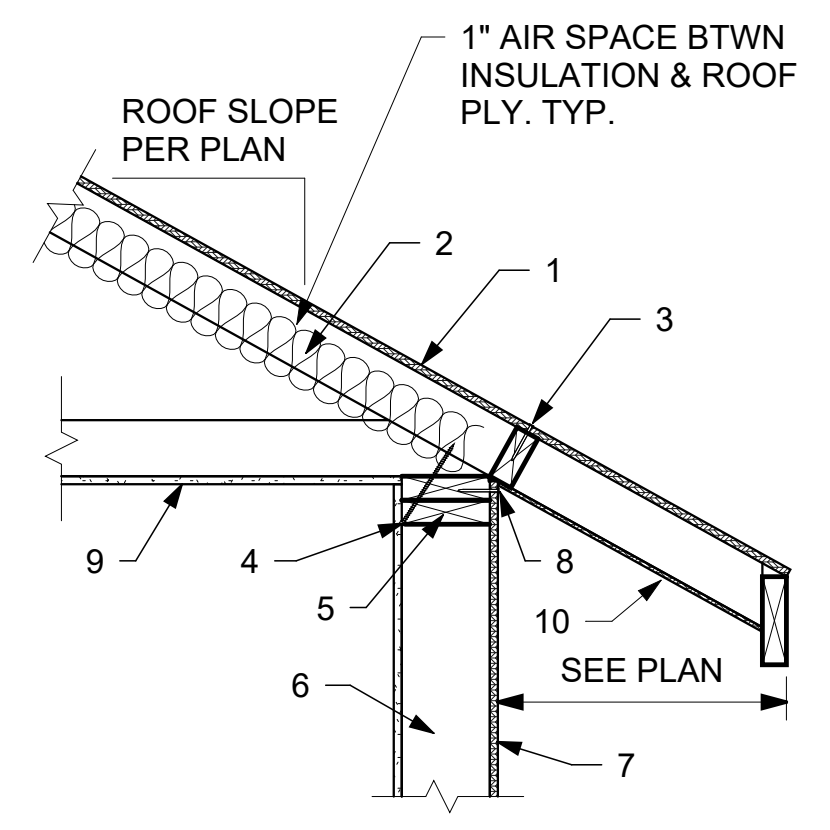 1" AIR SPACE BTWN
INSULATION & ROOF
PLY. TYP.
ROOF SLOPE
PER PLAN
2
1
3
9
4
5
8
10
6
SEE PLAN
7